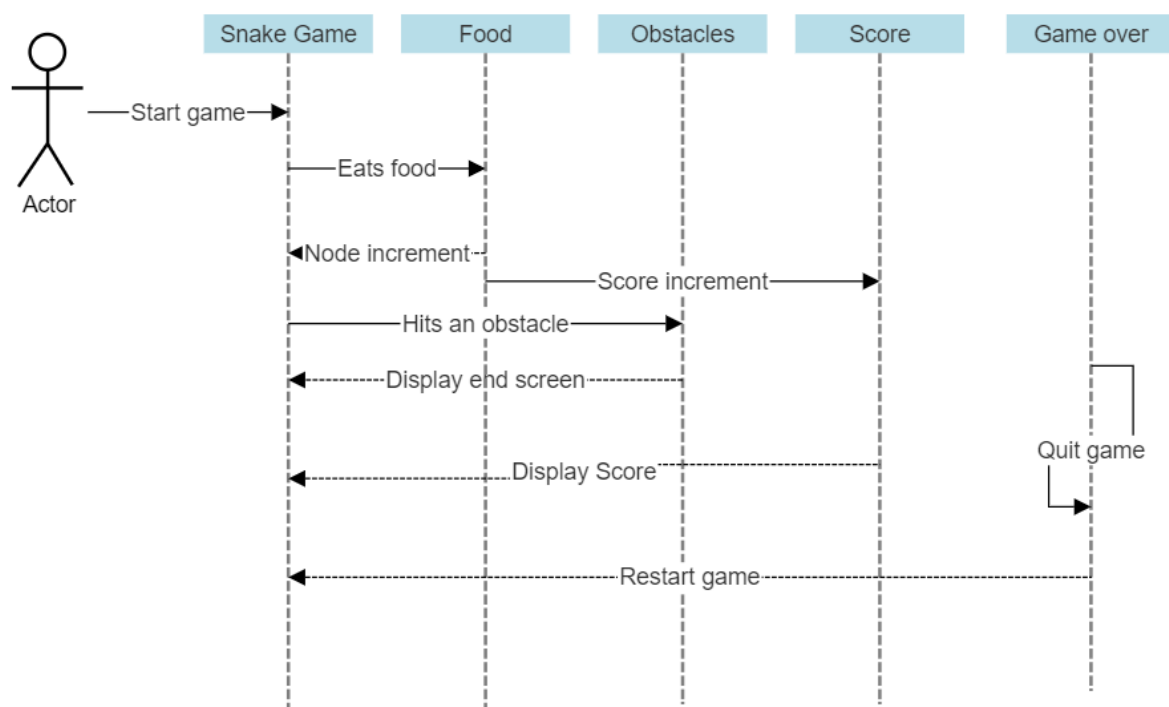 Snake Game
Food
Obstacles
Score
Game over
Start game
Eats food
Actor
Node increment
Score increment
Hits an obstacle
Display end screen
Quit game
Display Score
Restart game